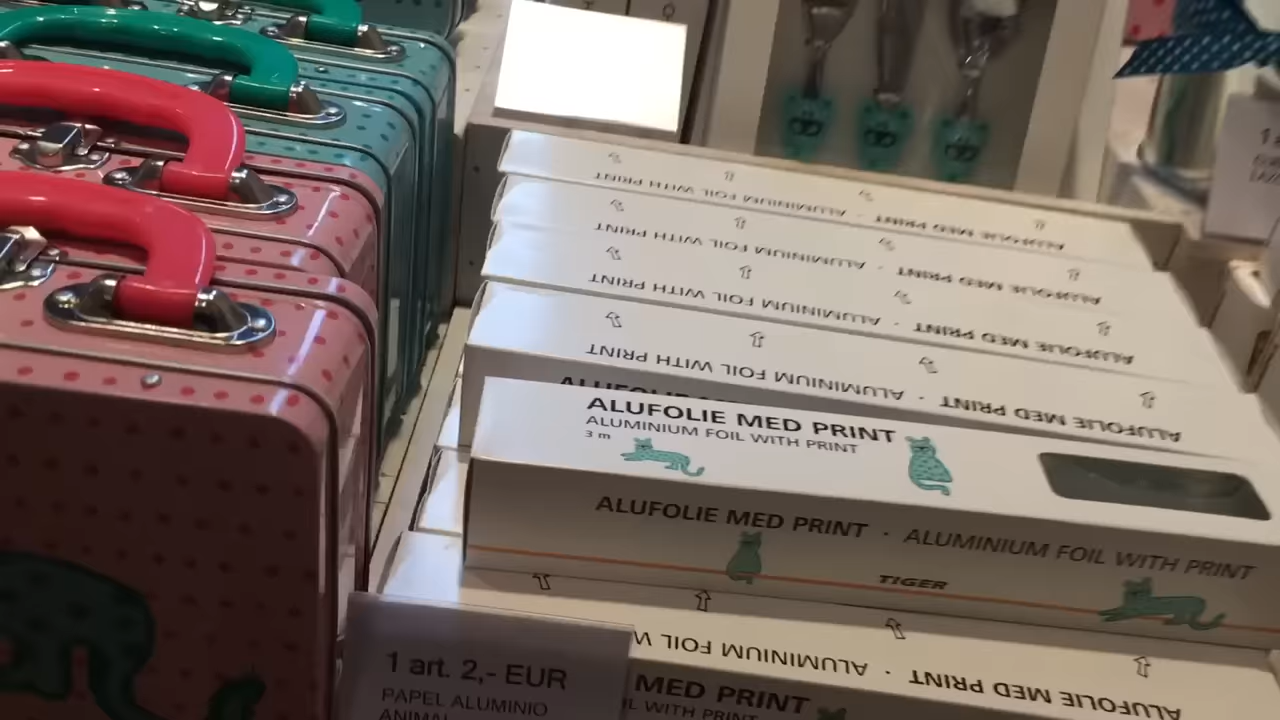 ALUFOLIE MED PRINT · ALUMINIUM FOIL WITH PRINT
ALUFOLIE MED PRINT · ALUMINIUM FOIL WITH PRINT
ALUFOLIE MED PRINT · ALUMINIUM FOIL WITH PRINT
ALUFOLIE MED PRINT · ALUMINIUM FOIL WITH PRINT
ALUFOLIE MED PRINT
ALUMINIUM FOIL WITH PRINT
3 m
ALUFOLIE MED PRINT · ALUMINIUM FOIL WITH PRINT
TIGER
ALUFOLIE MED PRINT · ALUMINIUM FOIL W
MED PRINT
IL WITH PRINT
1 art. 2,- EUR
PAPEL ALUMINIO
ANIMAL